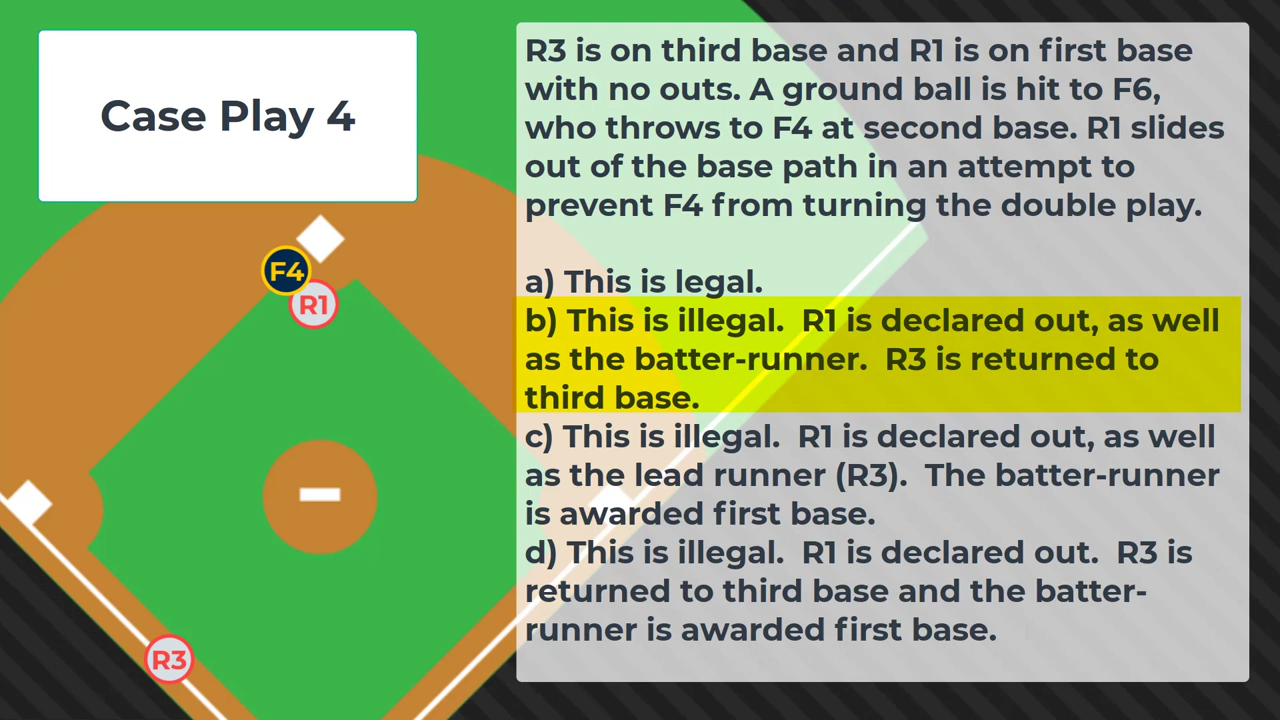 Case Play 4
R3 is on third base and R1 is on first base
with no outs. A ground ball is hit to F6,
who throws to F4 at second base. R1 slides
out of the base path in an attempt to
prevent F4 from turning the double play.
a) This is legal.
b) This is illegal. R1 is declared out, as well
as the batter-runner. R3 is returned to
third base.
c) This is illegal. R1 is declared out, as well
as the lead runner (R3). The batter-runner
is awarded first base.
d) This is illegal. R1 is declared out. R3 is
returned to third base and the batter-
runner is awarded first base.
F4
R1
R3